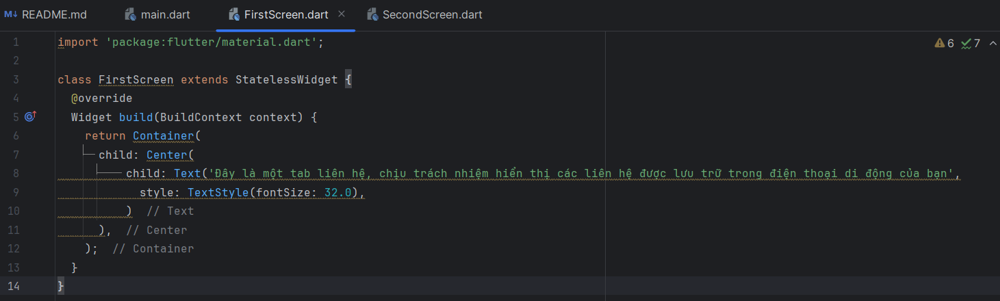 README.md main.dart FirstScreen.dart SecondScreen.dart
1 import 'package:flutter/material.dart'; 6 7
2
3 class FirstScreen extends StatelessWidget {
4 @override
5 Widget build(BuildContext context) {
6 return Container(
7 child: Center(
8 child: Text('Đây là một tab liên hệ, chịu trách nhiệm hiển thị các liên hệ được lưu trữ trong điện thoại di động của bạn',
9 style: TextStyle(fontSize: 32.0),
10 ) // Text
11 ), // Center
12 ); // Container
13 }
14 }